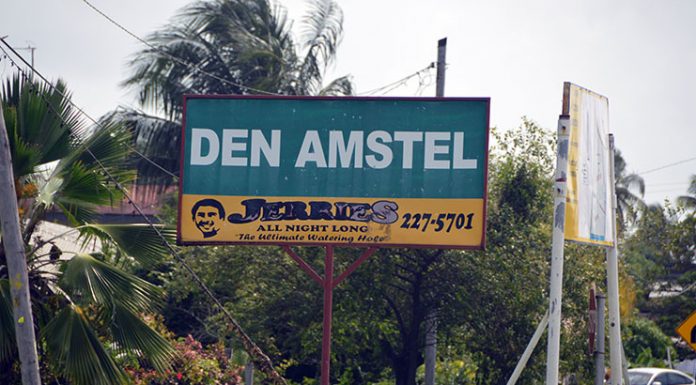 DEN AMSTEL
JERRIES
ALL NIGHT LONG
"The Ultimate Watering Hole"
227-5701